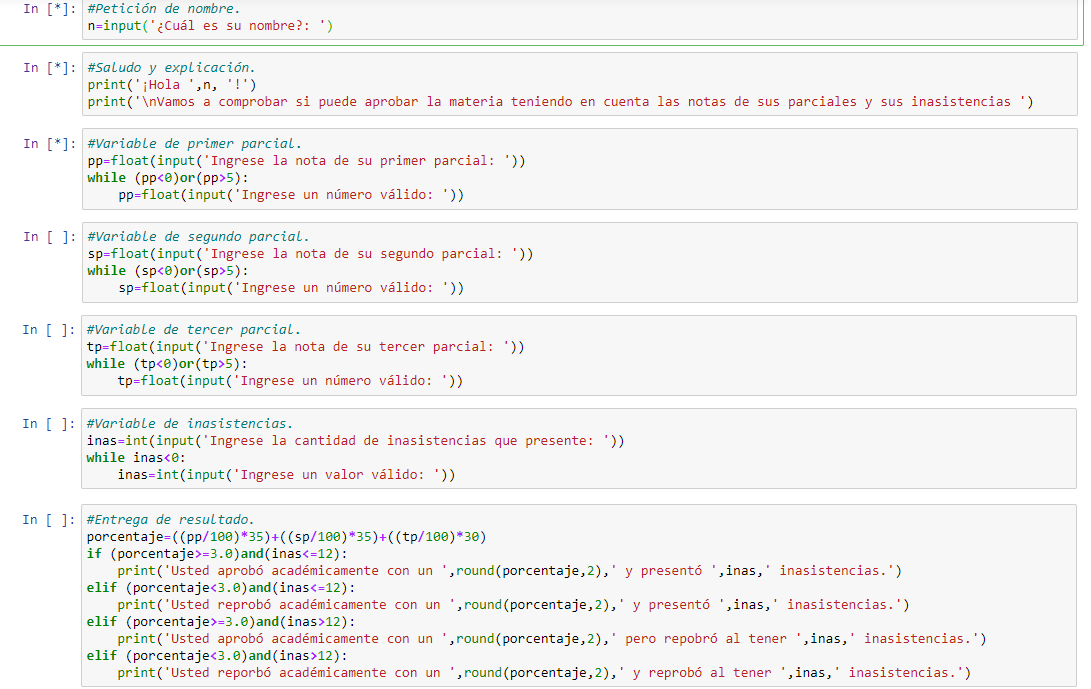 In [*]: #Petición de nombre.
n=input('¿Cuál es su nombre?: ')
In [*]: #Saludo y explicación.
print('¡Hola ',n, '!')
print('\nVamos a comprobar si puede aprobar la materia teniendo en cuenta las notas de sus parciales y sus inasistencias ')
In [*]: #Variable de primer parcial.
pp=float(input('Ingrese la nota de su primer parcial: '))
while (pp<0)or(pp>5):
    pp=float(input('Ingrese un número válido: '))
In [ ]: #Variable de segundo parcial.
sp=float(input('Ingrese la nota de su segundo parcial: '))
while (sp<0)or(sp>5):
    sp=float(input('Ingrese un número válido: '))
In [ ]: #Variable de tercer parcial.
tp=float(input('Ingrese la nota de su tercer parcial: '))
while (tp<0)or(tp>5):
    tp=float(input('Ingrese un número válido: '))
In [ ]: #Variable de inasistencias.
inas=int(input('Ingrese la cantidad de inasistencias que presente: '))
while inas<0:
    inas=int(input('Ingrese un valor válido: '))
In [ ]: #Entrega de resultado.
porcentaje=((pp/100)*35)+((sp/100)*35)+((tp/100)*30)
if (porcentaje>=3.0)and(inas<=12):
    print('Usted aprobó académicamente con un ',round(porcentaje,2),' y presentó ',inas,' inasistencias.')
elif (porcentaje<3.0)and(inas<=12):
    print('Usted reprobó académicamente con un ',round(porcentaje,2),' y presentó ',inas,' inasistencias.')
elif (porcentaje>=3.0)and(inas>12):
    print('Usted aprobó académicamente con un ',round(porcentaje,2),' pero repobró al tener ',inas,' inasistencias.')
elif (porcentaje<3.0)and(inas>12):
    print('Usted reporbó académicamente con un ',round(porcentaje,2),' y reprobó al tener ',inas,' inasistencias.')